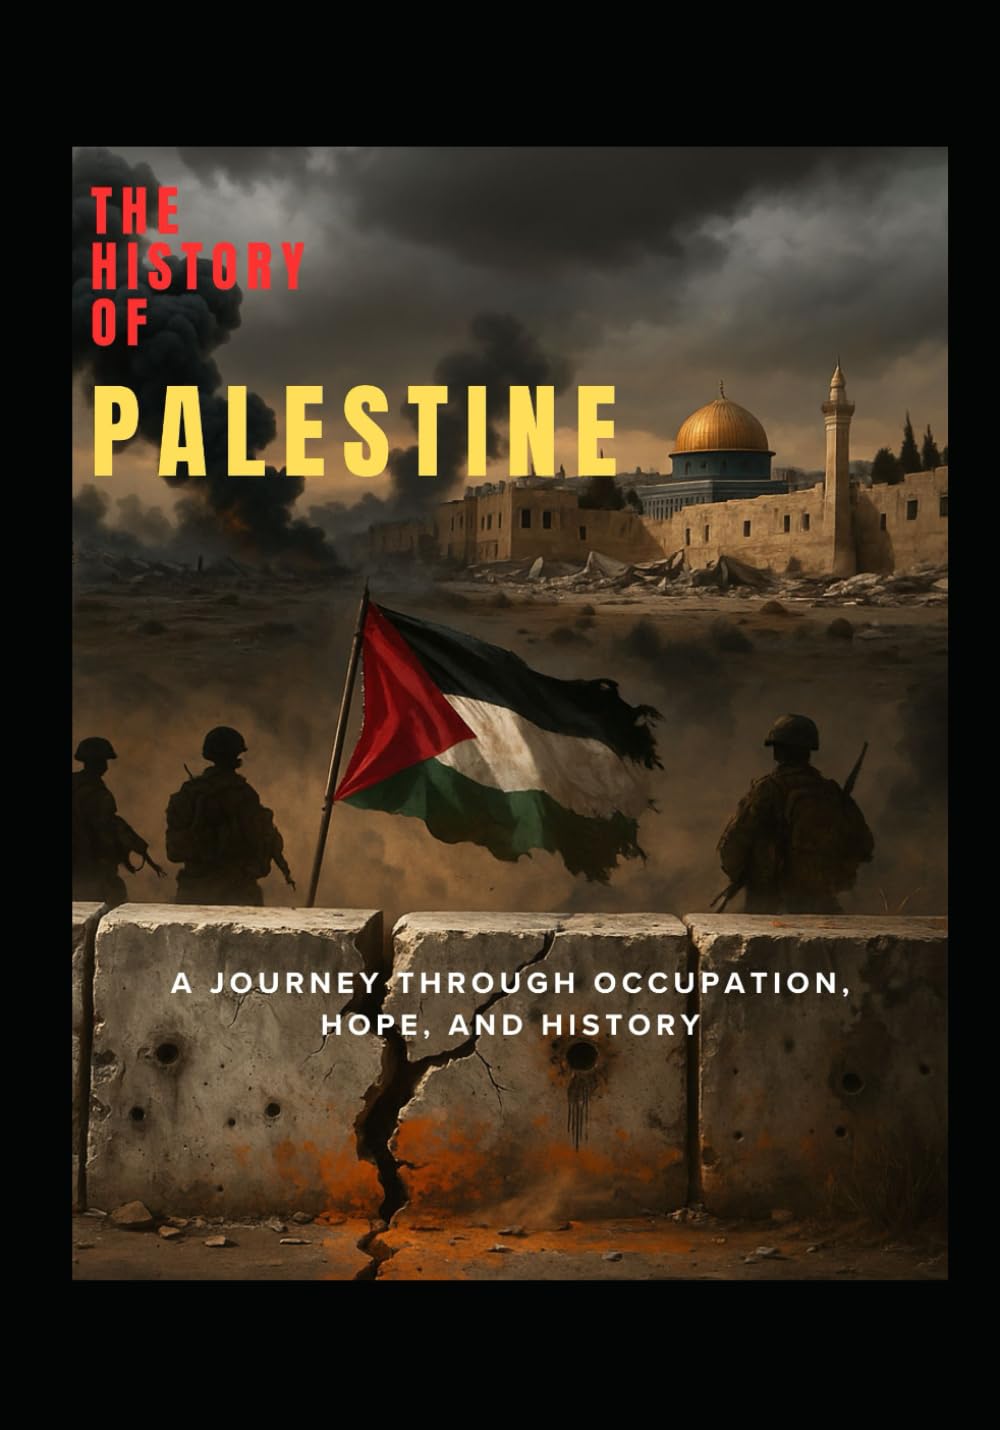 THE
HISTORY
OF
PALESTINE
A JOURNEY THROUGH OCCUPATION,
HOPE, AND HISTORY